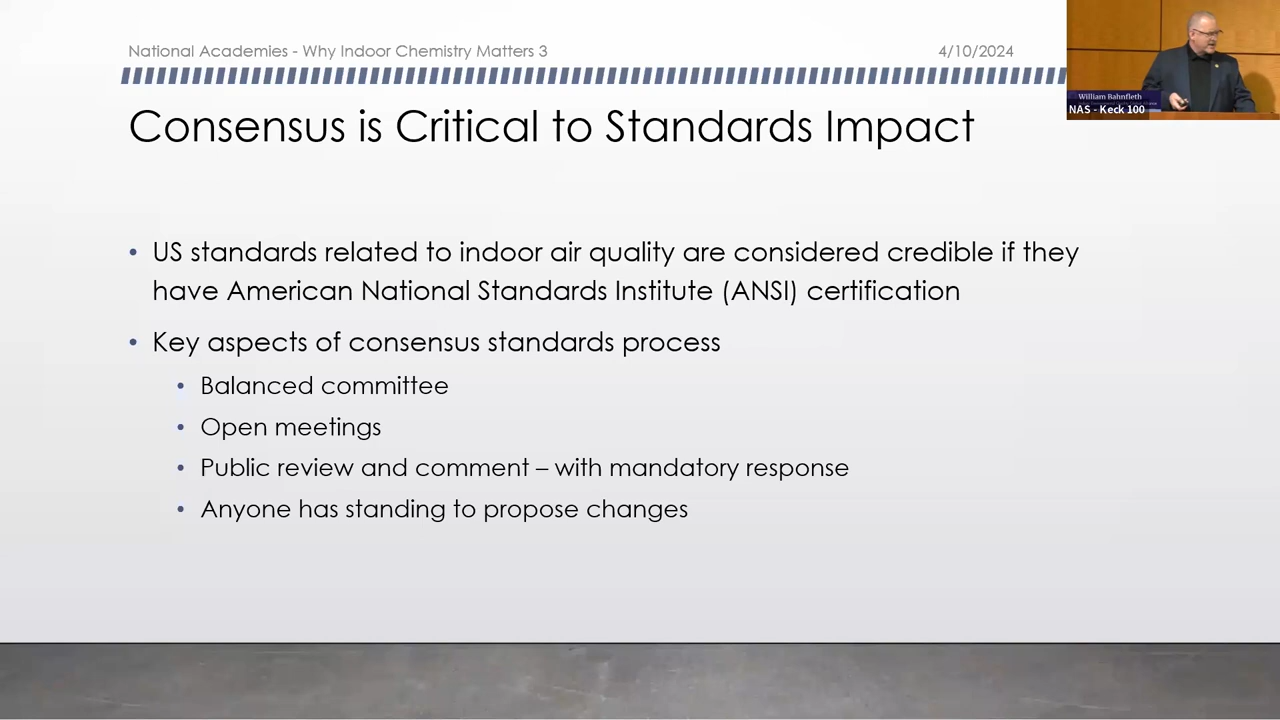 National Academies - Why Indoor Chemistry Matters 3
4/10/2024
Consensus is Critical to Standards Impact
William Bahnfleth
NAS - Keck 100
• US standards related to indoor air quality are considered credible if they
have American National Standards Institute (ANSI) certification
• Key aspects of consensus standards process
• Balanced committee
• Open meetings
• Public review and comment – with mandatory response
• Anyone has standing to propose changes